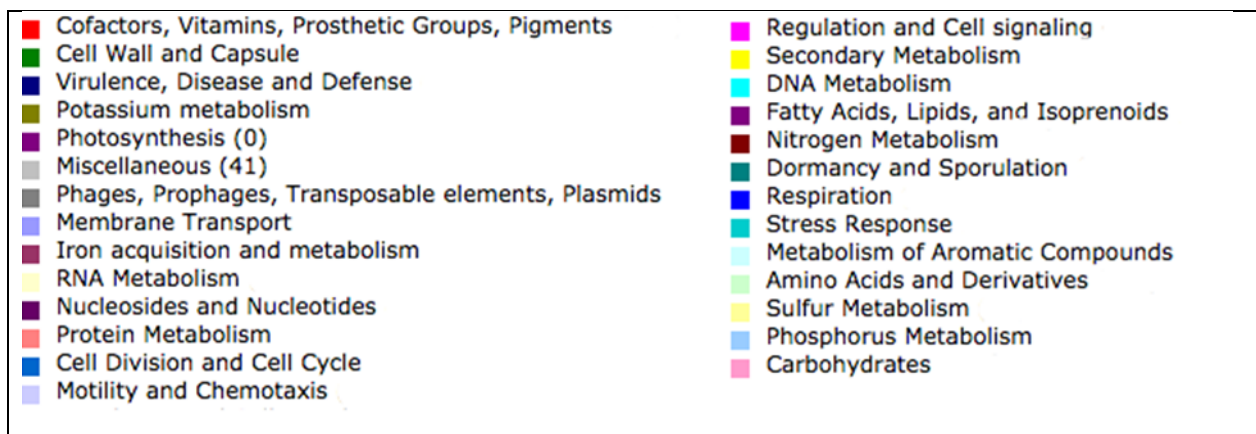 Cofactors, Vitamins, Prosthetic Groups, Pigments
Cell Wall and Capsule
Virulence, Disease and Defense
Potassium metabolism
Photosynthesis (0)
Miscellaneous (41)
Phages, Prophages, Transposable elements, Plasmids
Membrane Transport
Iron acquisition and metabolism
RNA Metabolism
Nucleosides and Nucleotides
Protein Metabolism
Cell Division and Cell Cycle
Motility and Chemotaxis
Regulation and Cell signaling
Secondary Metabolism
DNA Metabolism
Fatty Acids, Lipids, and Isoprenoids
Nitrogen Metabolism
Dormancy and Sporulation
Respiration
Stress Response
Metabolism of Aromatic Compounds
Amino Acids and Derivatives
Sulfur Metabolism
Phosphorus Metabolism
Carbohydrates